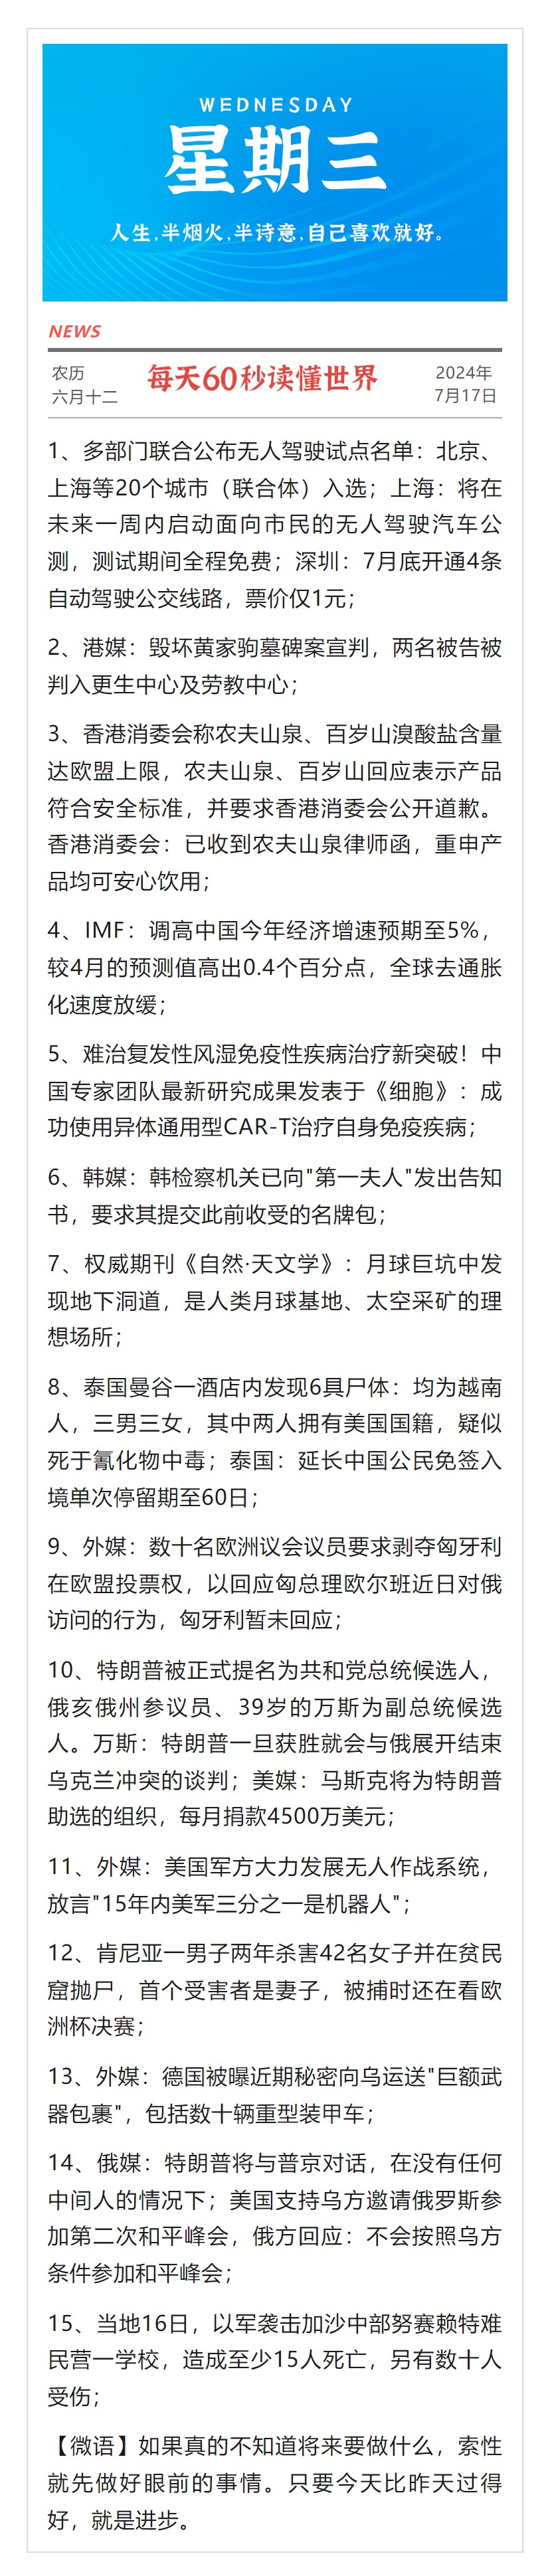 WEDNESDAY
星期三
人生,半烟火,半诗意,自己喜欢就好。
NEWS
农历
六月十二
每天60秒读懂世界
2024年
7月17日
1、多部门联合公布无人驾驶试点名单：北京、
上海等20个城市（联合体）入选；上海：将在
未来一周内启动面向市民的无人驾驶汽车公
测，测试期间全程免费；深圳：7月底开通4条
自动驾驶公交线路，票价仅1元；
2、港媒：毁坏黄家驹墓碑案宣判，两名被告被
判入更生中心及劳教中心；
3、香港消委会称农夫山泉、百岁山溴酸盐含量
达欧盟上限，农夫山泉、百岁山回应表示产品
符合安全标准，并要求香港消委会公开道歉。
香港消委会：已收到农夫山泉律师函，重申产
品均可安心饮用；
4、IMF：调高中国今年经济增速预期至5%，
较4月的预测值高出0.4个百分点，全球去通胀
化速度放缓；
5、难治复发性风湿免疫性疾病治疗新突破！中
国专家团队最新研究成果发表于《细胞》：成
功使用异体通用型CAR-T治疗自身免疫疾病；
6、韩媒：韩检察机关已向"第一夫人"发出告知
书，要求其提交此前收受的名牌包；
7、权威期刊《自然·天文学》：月球巨坑中发
现地下洞道，是人类月球基地、太空采矿的理
想场所；
8、泰国曼谷一酒店内发现6具尸体：均为越南
人，三男三女，其中两人拥有美国国籍，疑似
死于氰化物中毒；泰国：延长中国公民免签入
境单次停留期至60日；
9、外媒：数十名欧洲议会议员要求剥夺匈牙利
在欧盟投票权，以回应匈总理欧尔班近日对俄
访问的行为，匈牙利暂未回应；
10、特朗普被正式提名为共和党总统候选人，
俄亥俄州参议员、39岁的万斯为副总统候选
人。万斯：特朗普一旦获胜就会与俄展开结束
乌克兰冲突的谈判；美媒：马斯克将为特朗普
助选的组织，每月捐款4500万美元；
11、外媒：美国军方大力发展无人作战系统，
放言"15年内美军三分之一是机器人"；
12、肯尼亚一男子两年杀害42名女子并在贫民
窟抛尸，首个受害者是妻子，被捕时还在看欧
洲杯决赛；
13、外媒：德国被曝近期秘密向乌运送"巨额武
器包裹"，包括数十辆重型装甲车；
14、俄媒：特朗普将与普京对话，在没有任何
中间人的情况下；美国支持乌方邀请俄罗斯参
加第二次和平峰会，俄方回应：不会按照乌方
条件参加和平峰会；
15、当地16日，以军袭击加沙中部努赛赖特难
民营一学校，造成至少15人死亡，另有数十人
受伤；
【微语】如果真的不知道将来要做什么，索性
就先做好眼前的事情。只要今天比昨天过得
好，就是进步。